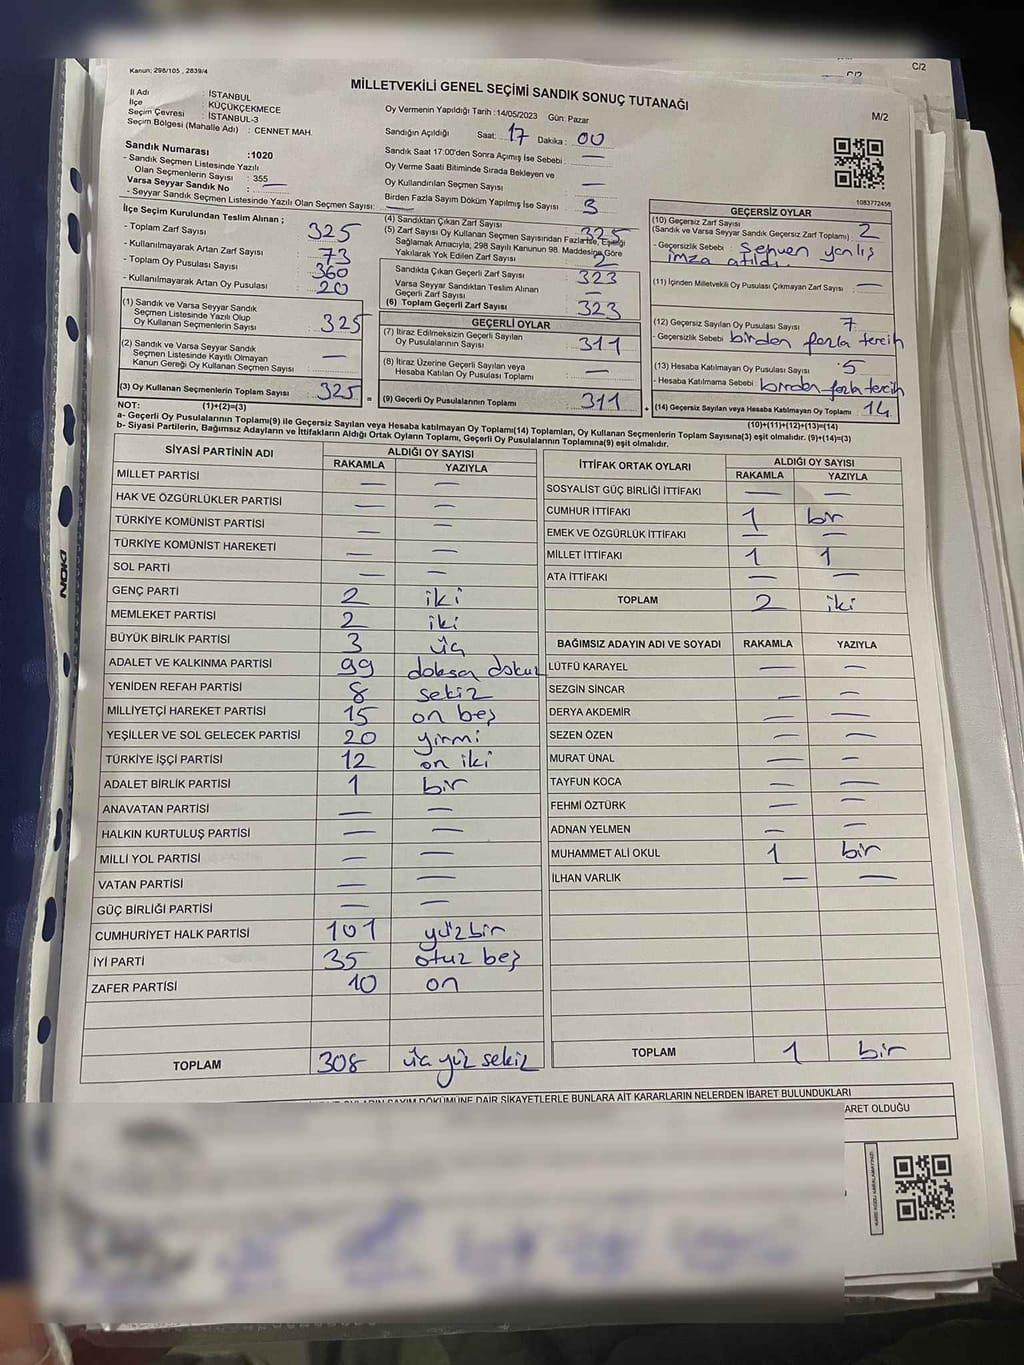 Kanun: 298/105 , 2839/4
C/2
MİLLETVEKİLİ GENEL SEÇİMİ SANDIK SONUÇ TUTANAĞI
M/2
İl Adı : İSTANBUL
İlçe : KÜÇÜKÇEKMECE
Seçim Çevresi : İSTANBUL-3
Seçim Bölgesi (Mahalle Adı) : CENNET MAH.
Sandık Numarası :1020
- Sandık Seçmen Listesinde Yazılı
Olan Seçmenlerin Sayısı : 355
Varsa Seyyar Sandık No :
- Seyyar Sandık Seçmen Listesinde Yazılı Olan Seçmen Sayısı: —
Oy Vermenin Yapıldığı Tarih :14/05/2023 Gün: Pazar
Sandığın Açıldığı Saat: 17 Dakika : 00
Sandık Saat 17:00'den Sonra Açımış İse Sebebi : —
Oy Verme Saati Bitiminde Sırada Bekleyen ve
Oy Kullandırılan Seçmen Sayısı : —
Birden Fazla Sayım Döküm Yapılmış İse Sayısı : 3
1083772456
İlçe Seçim Kurulundan Teslim Alınan ;
- Toplam Zarf Sayısı : 325
- Kullanılmayarak Artan Zarf Sayısı : 73
- Toplam Oy Pusulası Sayısı : 360
- Kullanılmayarak Artan Oy Pusulası : 20
(1) Sandık ve Varsa Seyyar Sandık
Seçmen Listesinde Yazılı Olup
Oy Kullanan Seçmenlerin Sayısı : 325
(2) Sandık ve Varsa Seyyar Sandık
Seçmen Listesinde Kayıtlı Olmayan
Kanun Gereği Oy Kullanan Seçmen Sayısı : —
(3) Oy Kullanan Seçmenlerin Toplam Sayısı : 325
(4) Sandıktan Çıkan Zarf Sayısı : 325
(5) Zarf Sayısı Oy Kullanan Seçmen Sayısından Fazla İse, Eşitliği
Sağlamak Amacıyla, 298 Sayılı Kanunun 98. Maddesine Göre
Yakılarak Yok Edilen Zarf Sayısı : 2
Sandıkta Çıkan Geçerli Zarf Sayısı : 323
Varsa Seyyar Sandıktan Teslim Alınan
Geçerli Zarf Sayısı : —
(6) Toplam Geçerli Zarf Sayısı : 323
GEÇERLİ OYLAR
(7) İtiraz Edilmeksizin Geçerli Sayılan
Oy Pusulalarının Sayısı : 311
(8) İtiraz Üzerine Geçerli Sayılan veya
Hesaba Katılan Oy Pusulası Toplamı : —
(9) Geçerli Oy Pusulalarının Toplamı : 311
GEÇERSİZ OYLAR
(10) Geçersiz Zarf Sayısı
(Sandık ve Varsa Seyyar Sandık Geçersiz Zarf Toplamı) : 2
- Geçersizlik Sebebi : Sehven yanlış
imza atıldı.
(11) İçinden Milletvekili Oy Pusulası Çıkmayan Zarf Sayısı : —
(12) Geçersiz Sayılan Oy Pusulası Sayısı : 7
- Geçersizlik Sebebi birden fazla tercih
(13) Hesaba Katılmayan Oy Pusulası Sayısı : 5
- Hesaba Katılmama Sebebi birden fazla tercih
(14) Geçersiz Sayılan veya Hesaba Katılmayan Oy Toplamı : 14
NOT: (1)+(2)=(3)
(10)+(11)+(12)+(13)=(14)
a- Geçerli Oy Pusulalarının Toplamı(9) ile Geçersiz Sayılan veya Hesaba katılmayan Oy Toplamı(14) Toplamları, Oy Kullanan Seçmenlerin Toplam Sayısına(3) eşit olmalıdır. (9)+(14)=(3)
b- Siyasi Partilerin, Bağımsız Adayların ve İttifakların Aldığı Ortak Oyların Toplamı, Geçerli Oy Pusulalarının Toplamına(9) eşit olmalıdır.
SİYASİ PARTİNİN ADI ALDIĞI OY SAYISI
RAKAMLA YAZIYLA
MİLLET PARTİSİ — —
HAK VE ÖZGÜRLÜKLER PARTİSİ — —
TÜRKİYE KOMÜNİST PARTİSİ — —
TÜRKİYE KOMÜNİST HAREKETİ — —
SOL PARTİ — —
GENÇ PARTİ 2 iki
MEMLEKET PARTİSİ 2 iki
BÜYÜK BİRLİK PARTİSİ 3 üç
ADALET VE KALKINMA PARTİSİ 99 doksan dokuz
YENİDEN REFAH PARTİSİ 8 sekiz
MİLLİYETÇİ HAREKET PARTİSİ 15 on beş
YEŞİLLER VE SOL GELECEK PARTİSİ 20 yirmi
TÜRKİYE İŞÇİ PARTİSİ 12 on iki
ADALET BİRLİK PARTİSİ 1 bir
ANAVATAN PARTİSİ — —
HALKIN KURTULUŞ PARTİSİ — —
MİLLİ YOL PARTİSİ — —
VATAN PARTİSİ — —
GÜÇ BİRLİĞİ PARTİSİ — —
CUMHURİYET HALK PARTİSİ 101 yüzbir
İYİ PARTİ 35 otuz beş
ZAFER PARTİSİ 10 on
TOPLAM 308 üç yüz sekiz
İTTİFAK ORTAK OYLARI ALDIĞI OY SAYISI
RAKAMLA YAZIYLA
SOSYALİST GÜÇ BİRLİĞİ İTTİFAKI — —
CUMHUR İTTİFAKI 1 bir
EMEK VE ÖZGÜRLÜK İTTİFAKI — —
MİLLET İTTİFAKI 1 1
ATA İTTİFAKI — —
TOPLAM 2 iki
BAĞIMSIZ ADAYIN ADI VE SOYADI RAKAMLA YAZIYLA
LÜTFÜ KARAYEL — —
SEZGİN SİNCAR — —
DERYA AKDEMİR — —
SEZEN ÖZEN — —
MURAT ÜNAL — —
TAYFUN KOCA — —
FEHMİ ÖZTÜRK — —
ADNAN YELMEN — —
MUHAMMET ALİ OKUL 1 bir
İLHAN VARLIK — —
TOPLAM 1 bir
SAYIM DÖKÜMÜNE DAİR ŞİKAYETLERLE BUNLARA AİT KARARLARIN NELERDEN İBARET BULUNDUKLARI
ARET OLDUĞU